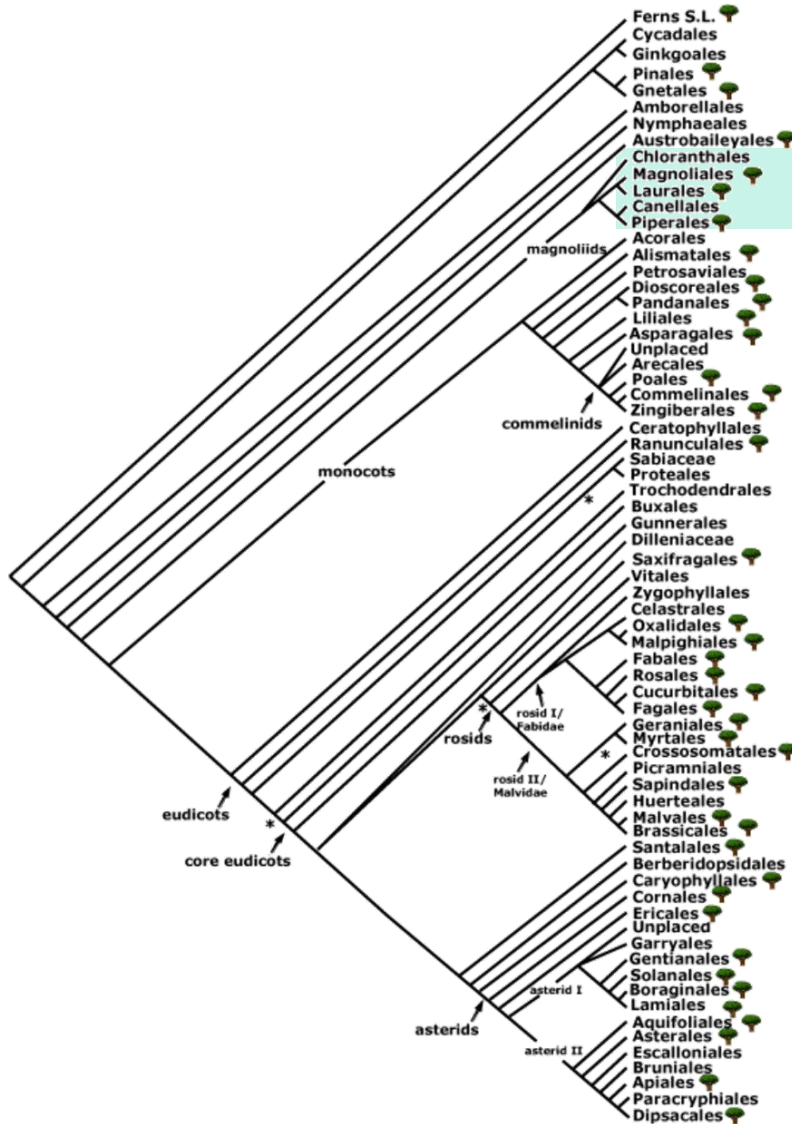 Ferns S.L.
Cycadales
Ginkgoales
Pinales
Gnetales
Amborellales
Nymphaeales
Austrobaileyales
Chloranthales
Magnoliales
Laurales
Canellales
Piperales
magnoliids
Acorales
Alismatales
Petrosaviales
Dioscoreales
Pandanales
Liliales
Asparagales
Unplaced
Arecales
Poales
Commelinales
Zingiberales
commelinids
monocots
Ceratophyllales
Ranunculales
Sabiaceae
Proteales
*
Trochodendrales
Buxales
Gunnerales
Dilleniaceae
Saxifragales
Vitales
Zygophyllales
Celastrales
Oxalidales
Malpighiales
Fabales
Rosales
Cucurbitales
Fagales
*
rosids
rosid I/
Fabidae
Geraniales
Myrtales
*
Crossosomatales
Picramniales
Sapindales
Huerteales
Malvales
Brassicales
rosid II/
Malvidae
eudicots
*
core eudicots
Santalales
Berberidopsidales
Caryophyllales
Cornales
Ericales
Unplaced
Garryales
Gentianales
Solanales
Boraginales
Lamiales
asterid I
asterids
Aquifoliales
Asterales
Escalloniales
Bruniales
Apiales
Paracryphiales
Dipsacales
asterid II